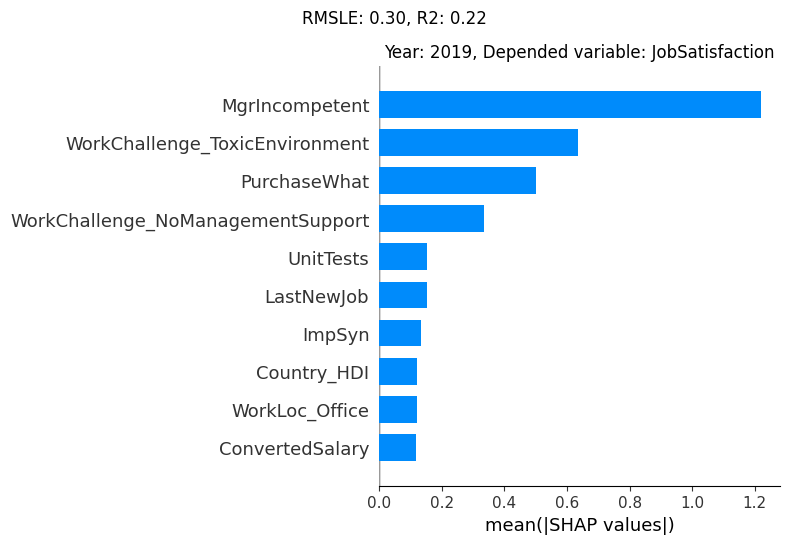 RMSLE: 0.30, R2: 0.22
Year: 2019, Depended variable: JobSatisfaction
MgrIncompetent
WorkChallenge_ToxicEnvironment
PurchaseWhat
WorkChallenge_NoManagementSupport
UnitTests
LastNewJob
ImpSyn
Country_HDI
WorkLoc_Office
ConvertedSalary
0.0 0.2 0.4 0.6 0.8 1.0 1.2
mean(|SHAP values|)